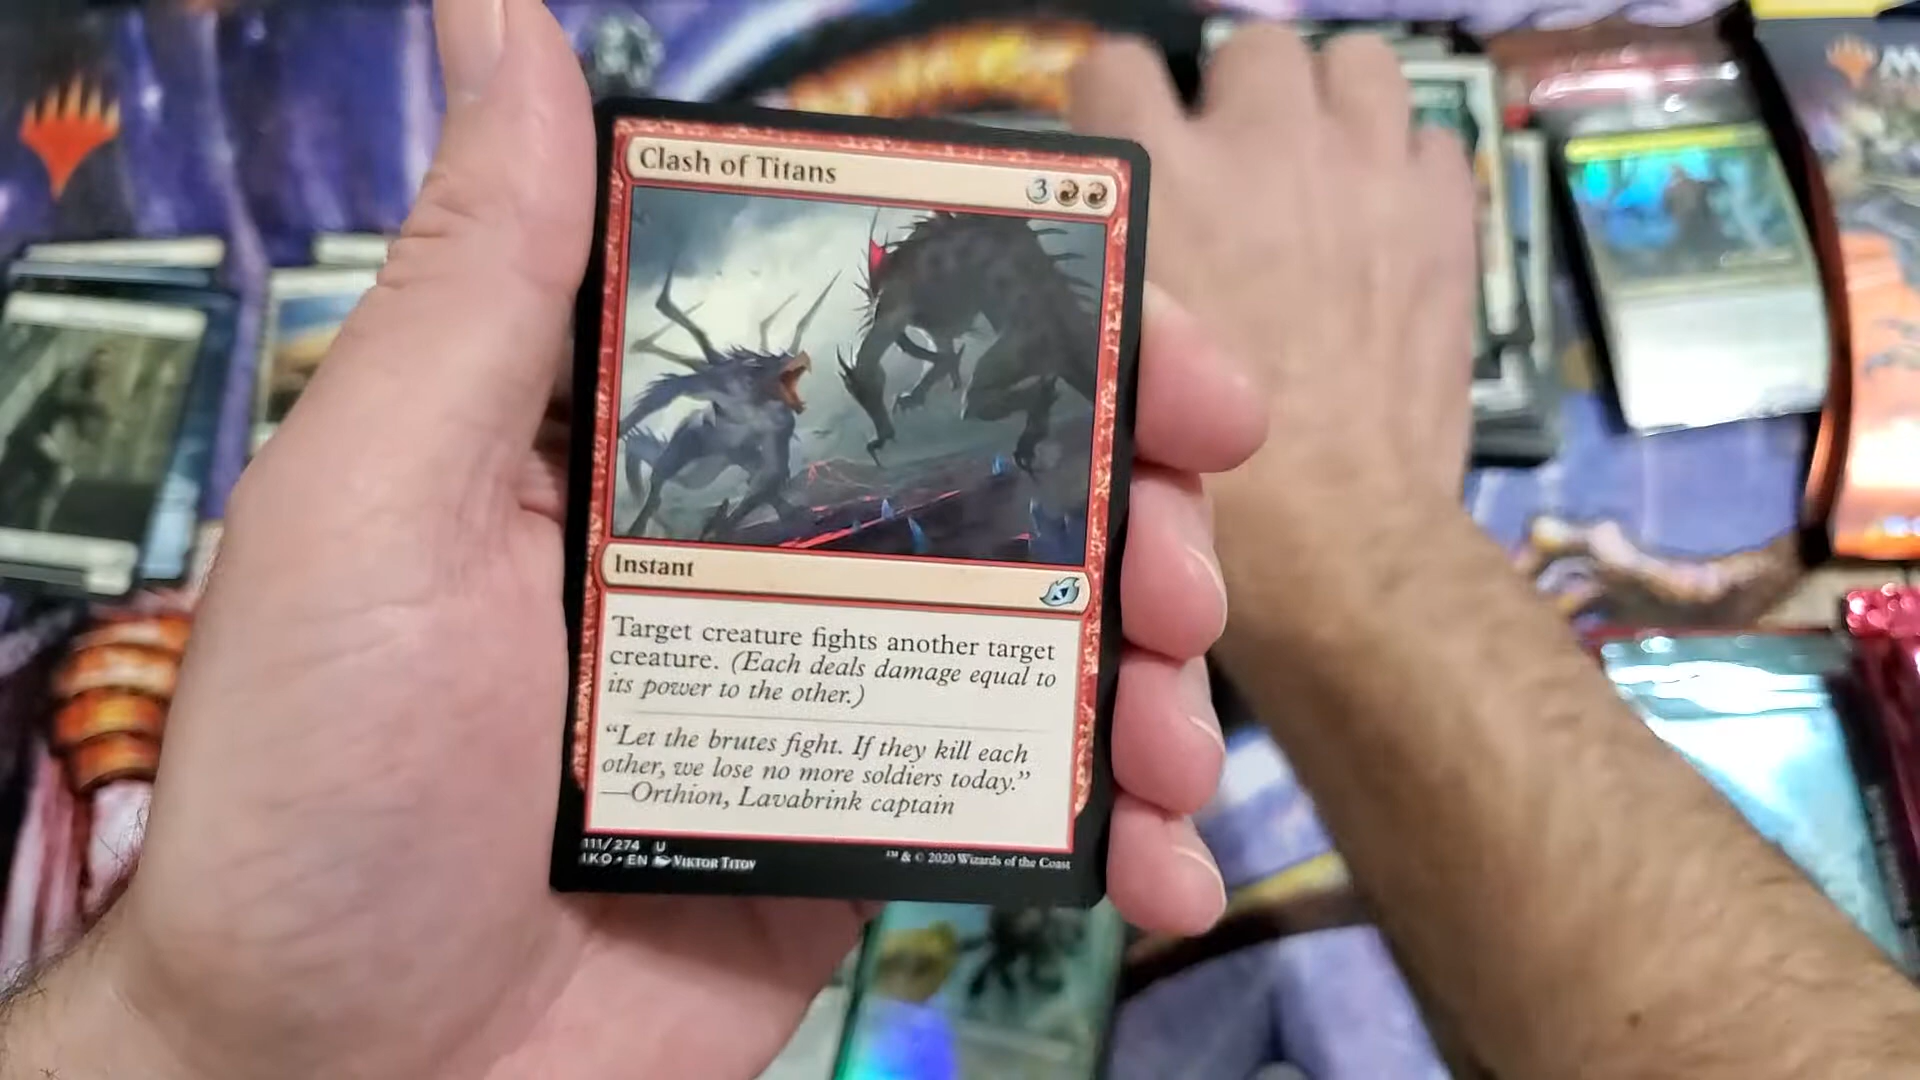 Clash of Titans
3
Instant
Target creature fights another target
creature. (Each deals damage equal to
its power to the other.)
“Let the brutes fight. If they kill each
other, we lose no more soldiers today.”
—Orthion, Lavabrink captain
111/274 U
IKO • EN Viktor Titov
™ & © 2020 Wizards of the Coast